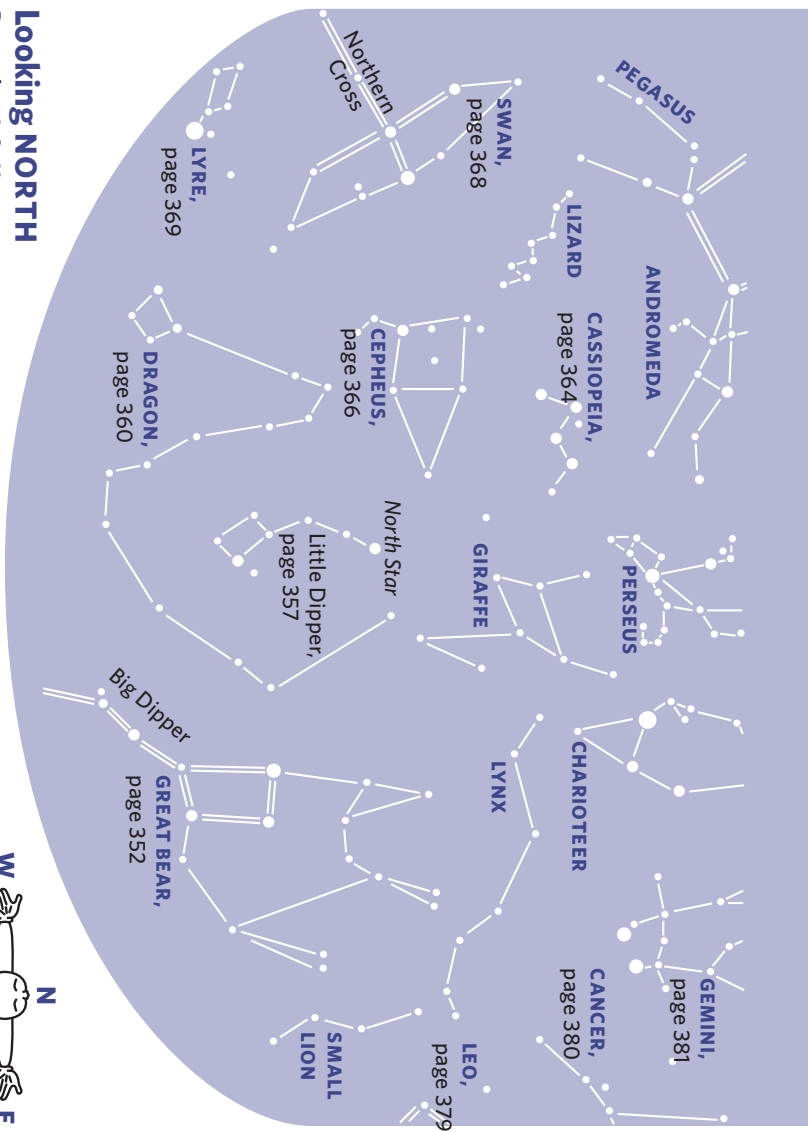 PEGASUS
ANDROMEDA
PERSEUS
GEMINI,
page 381
LIZARD
CASSIOPEIA,
page 364
CHARIOTEER
CANCER,
page 380
SWAN,
page 368
GIRAFFE
LYNX
LEO,
page 379
Northern
Cross
CEPHEUS,
page 366
North Star
Little Dipper,
page 357
SMALL
LION
LYRE,
page 369
DRAGON,
page 360
Big Dipper
GREAT BEAR,
page 352
Looking NORTH
N
W